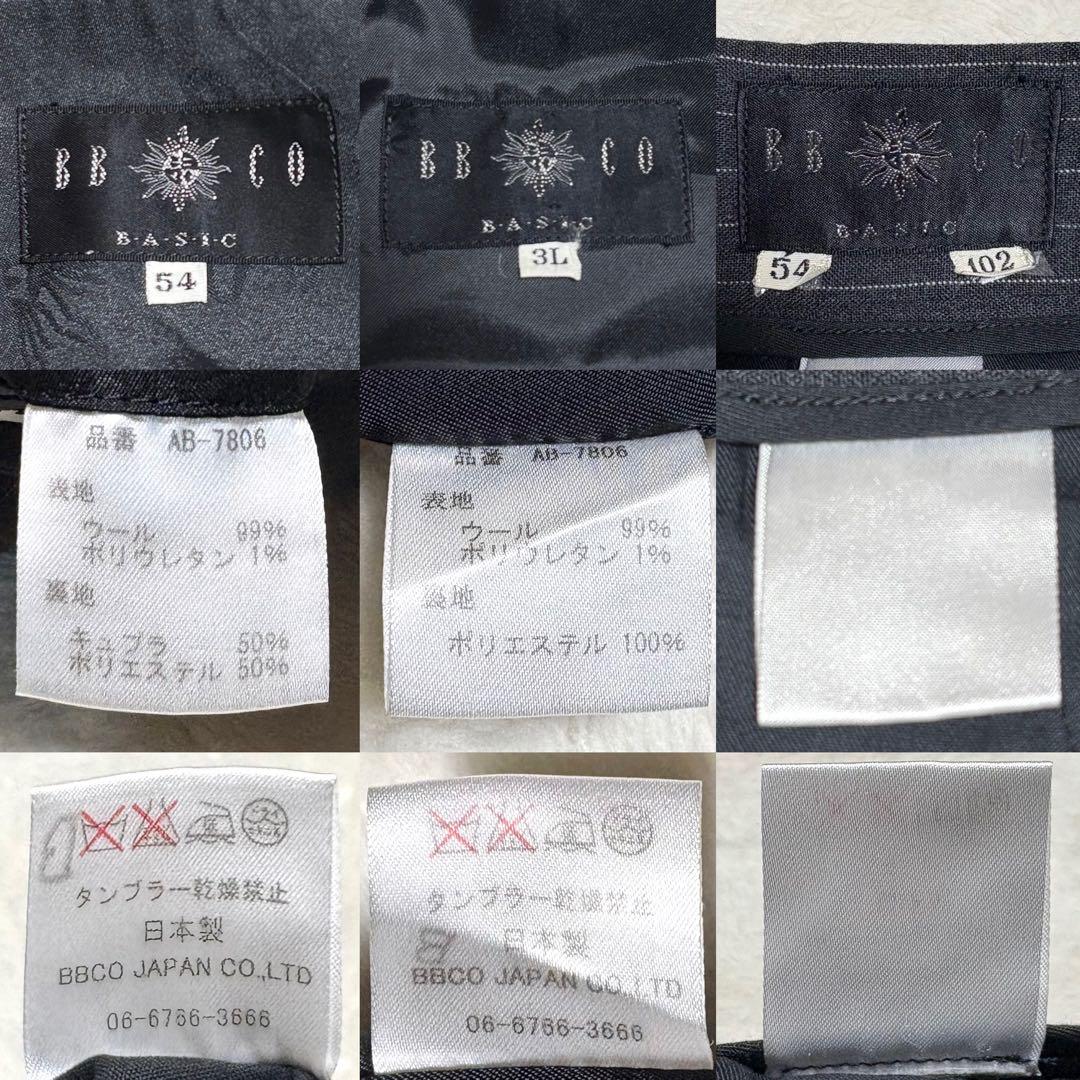 BB CO
B·A·S·I·C
54
BB CO
B·A·S·I·C
3L
BB CO
B·A·S·I·C
54 102
品番 AB-7806
表地
ウール 99%
ポリウレタン 1%
裏地
キュプラ 50%
ポリエステル 50%
品番 AB-7806
表地
ウール 99%
ポリウレタン 1%
裏地
ポリエステル 100%
タンブラー乾燥禁止
日本製
BBCO JAPAN CO.,LTD
06-6766-3666
タンブラー乾燥禁止
日本製
BBCO JAPAN CO.,LTD
06-6766-3666